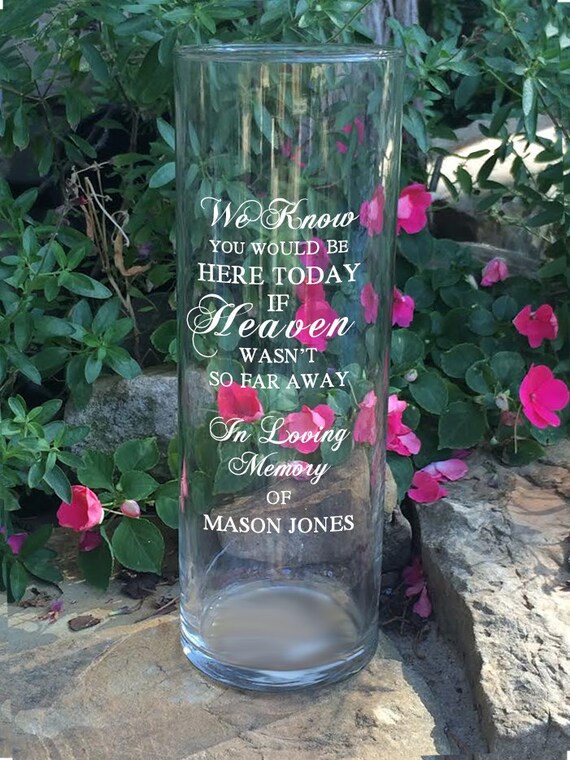 We Know
YOU WOULD BE
HERE TODAY
IF
Heaven
WASN'T
SO FAR AWAY
In Loving
Memory
OF
MASON JONES